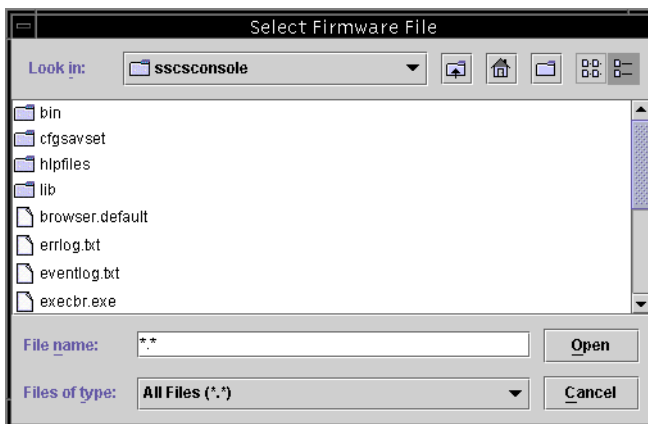 Select Firmware File
Look in: sscsconsole
bin
cfgsavset
hlpfiles
lib
browser.default
errlog.txt
eventlog.txt
execbr.exe
File name: *.* Open
Files of type: All Files (*.*) Cancel